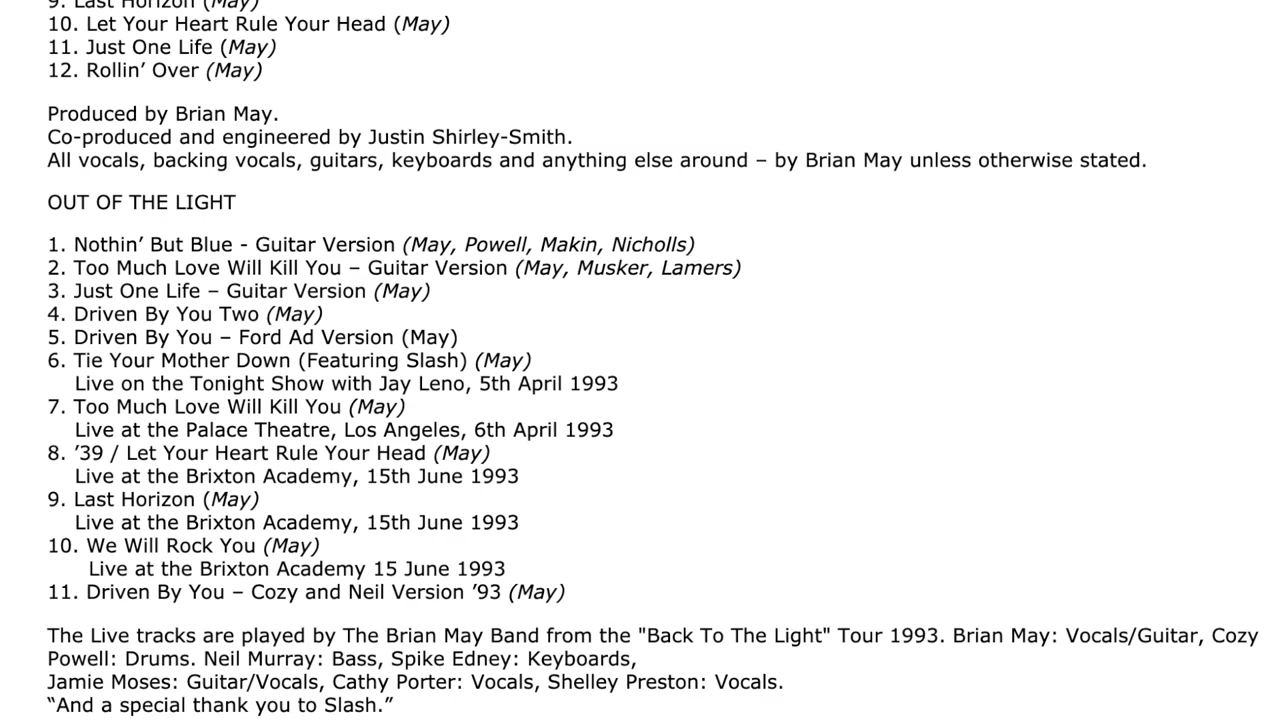 9. Last Horizon (May)
10. Let Your Heart Rule Your Head (May)
11. Just One Life (May)
12. Rollin’ Over (May)
Produced by Brian May.
Co-produced and engineered by Justin Shirley-Smith.
All vocals, backing vocals, guitars, keyboards and anything else around – by Brian May unless otherwise stated.
OUT OF THE LIGHT
1. Nothin’ But Blue - Guitar Version (May, Powell, Makin, Nicholls)
2. Too Much Love Will Kill You – Guitar Version (May, Musker, Lamers)
3. Just One Life – Guitar Version (May)
4. Driven By You Two (May)
5. Driven By You – Ford Ad Version (May)
6. Tie Your Mother Down (Featuring Slash) (May)
Live on the Tonight Show with Jay Leno, 5th April 1993
7. Too Much Love Will Kill You (May)
Live at the Palace Theatre, Los Angeles, 6th April 1993
8. ’39 / Let Your Heart Rule Your Head (May)
Live at the Brixton Academy, 15th June 1993
9. Last Horizon (May)
Live at the Brixton Academy, 15th June 1993
10. We Will Rock You (May)
Live at the Brixton Academy 15 June 1993
11. Driven By You – Cozy and Neil Version ’93 (May)
The Live tracks are played by The Brian May Band from the "Back To The Light" Tour 1993. Brian May: Vocals/Guitar, Cozy
Powell: Drums. Neil Murray: Bass, Spike Edney: Keyboards,
Jamie Moses: Guitar/Vocals, Cathy Porter: Vocals, Shelley Preston: Vocals.
“And a special thank you to Slash.”